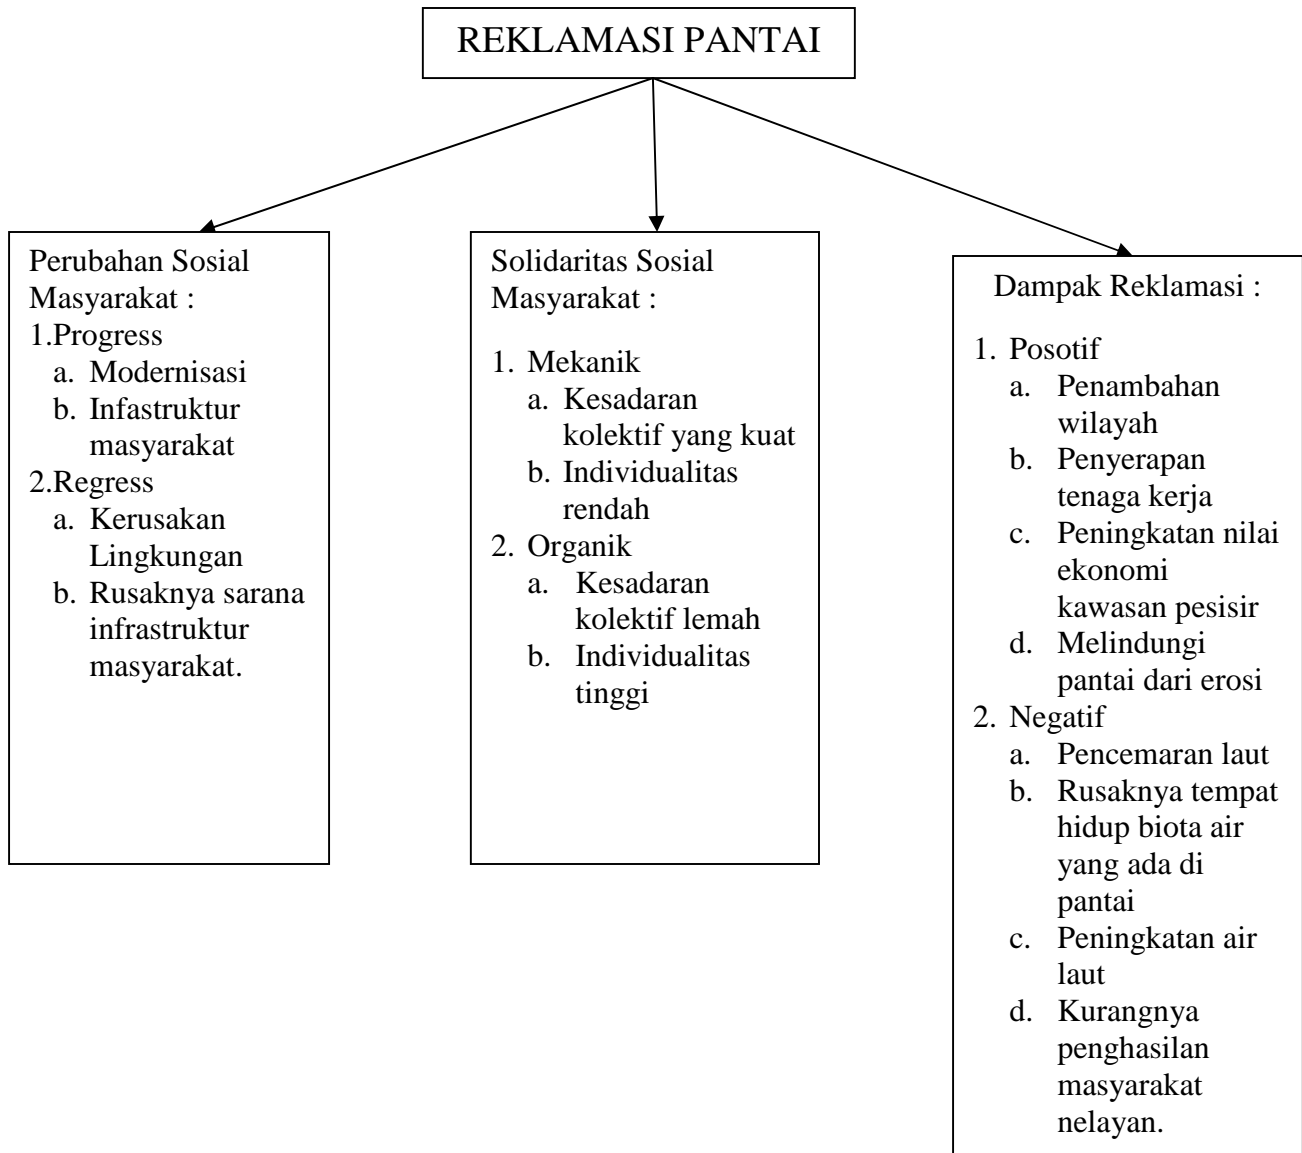 REKLAMASI PANTAI
Perubahan Sosial
Masyarakat :
1.Progress
a. Modernisasi
b. Infastruktur
masyarakat
2.Regress
a. Kerusakan
Lingkungan
b. Rusaknya sarana
infrastruktur
masyarakat.
Solidaritas Sosial
Masyarakat :
1. Mekanik
a. Kesadaran
kolektif yang kuat
b. Individualitas
rendah
2. Organik
a. Kesadaran
kolektif lemah
b. Individualitas
tinggi
Dampak Reklamasi :
1. Posotif
a. Penambahan
wilayah
b. Penyerapan
tenaga kerja
c. Peningkatan nilai
ekonomi
kawasan pesisir
d. Melindungi
pantai dari erosi
2. Negatif
a. Pencemaran laut
b. Rusaknya tempat
hidup biota air
yang ada di
pantai
c. Peningkatan air
laut
d. Kurangnya
penghasilan
masyarakat
nelayan.